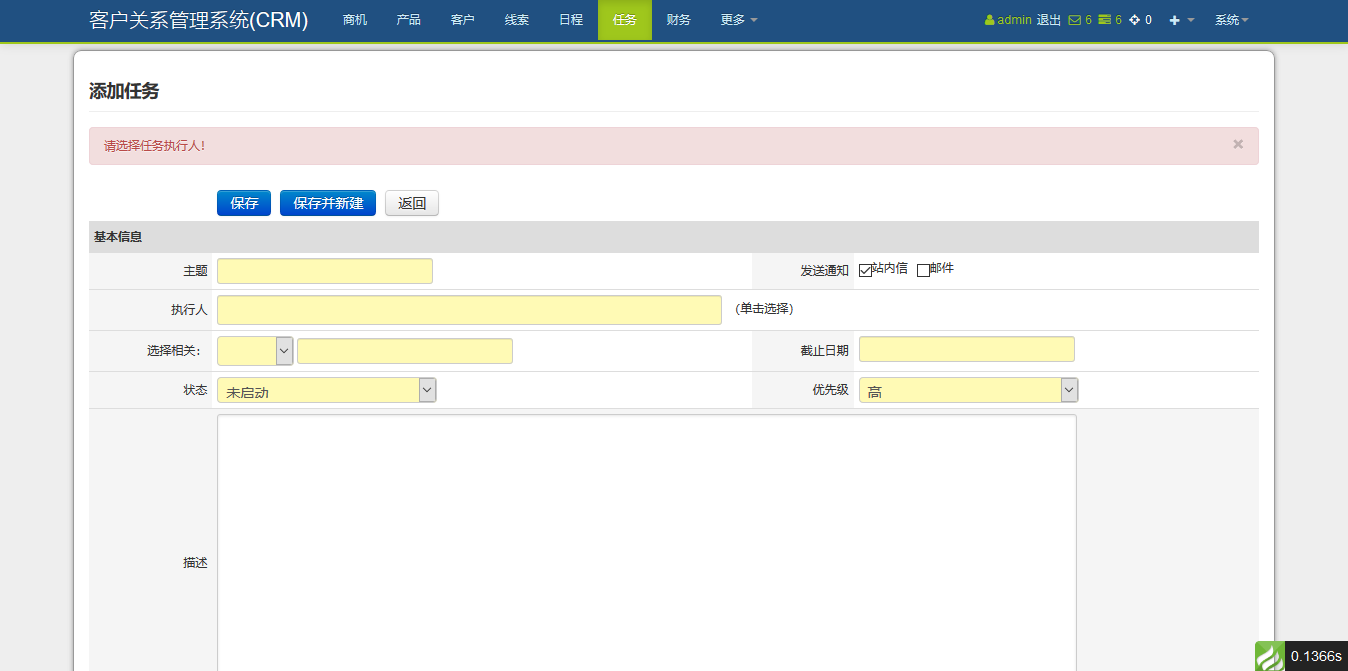 客户关系管理系统(CRM) 商机 产品 客户 线索 日程 任务 财务 更多 admin 退出 6 6 0 系统
添加任务
请选择任务执行人!
保存 保存并新建 返回
基本信息
主题 发送通知 站内信 邮件
执行人 (单击选择)
选择相关: 截止日期
状态 未启动 优先级 高
描述
0.1366s